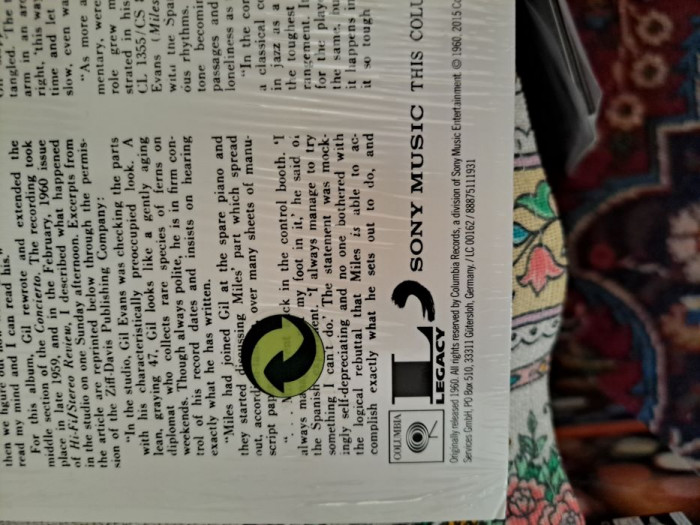 tangled. The
arm in an arc
right, 'this way
time and let
slow, even wa
"As more a
mentary, were
role grew m
strated in his
CL 1355/CS 8
Evans (Miles
with the Spa
ous rhythms.
tone becomin
passages and
loneliness as
"In the con
a classical co
in jazz as a
the toughest
rangement. In
for the play
the same, bu
it happens in
it so tough
read my mind and I can read his."
For this album, Gil rewrote and extended the
middle section of the Concierto. The recording took
place in late 1959, and in the February, 1960 issue
of Hi-Fi/Stereo Review, I described what happened
in the studio on one Sunday afternoon. Excerpts from
the article are reprinted below through the permis-
sion of the Ziff-Davis Publishing Company:
"In the studio, Gil Evans was checking the parts
with his characteristically preoccupied look. A
lean, graying 47, Gil looks like a gently aging
diplomat who collects rare species of ferns on
weekends. Though always polite, he is in firm con-
trol of his record dates and insists on hearing
exactly what he has written.
"Miles had joined Gil at the spare piano and
they started discussing Miles' part which spread
out, accordi over many sheets of manu-
script pap
ck in the control booth. 'I
always ma my foot in it,' he said of
the Spanish ent. 'I always manage to try
something I can't do.' The statement was mock-
ingly self-depreciating and no one bothered with
the logical rebuttal that Miles is able to ac-
complish exactly what he sets out to do, and
COLUMBIA
L
LEGACY
SONY MUSIC THIS COLU
Originally released 1960. All rights reserved by Columbia Records, a division of Sony Music Entertainment. © 1960, 2015 Co
Services GmbH, PO Box 510, 33311 Gütersloh, Germany. / LC 00162 / 88875111931